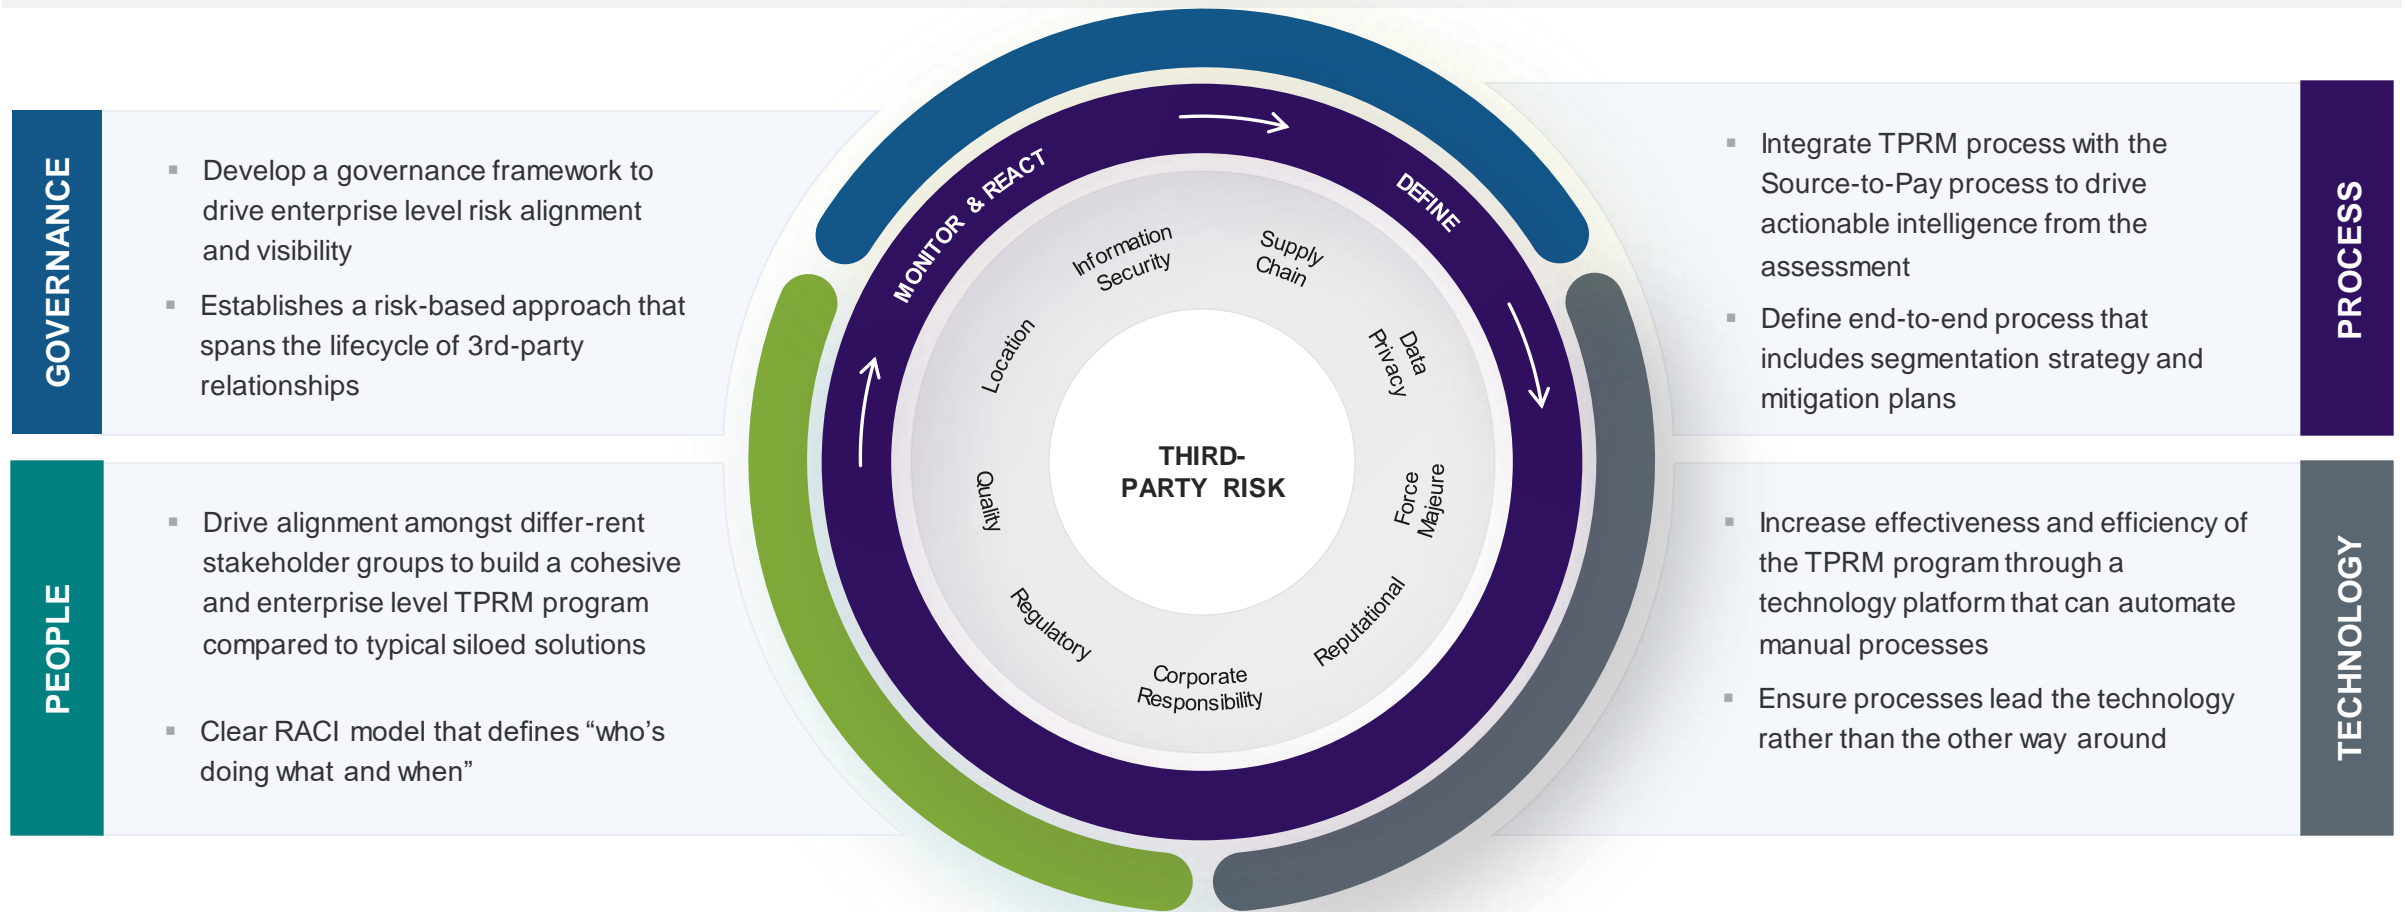 GOVERNANCE
▪ Develop a governance framework to
drive enterprise level risk alignment
and visibility
▪ Establishes a risk-based approach that
spans the lifecycle of 3rd-party
relationships
PEOPLE
▪ Drive alignment amongst differ-rent
stakeholder groups to build a cohesive
and enterprise level TPRM program
compared to typical siloed solutions
▪ Clear RACI model that defines “who’s
doing what and when”
MONITOR & REACT
DEFINE
Information
Security
Supply
Chain
Data
Privacy
Force
Majeure
Reputational
Corporate
Responsibility
Regulatory
Quality
Location
THIRD-
PARTY RISK
PROCESS
▪ Integrate TPRM process with the
Source-to-Pay process to drive
actionable intelligence from the
assessment
▪ Define end-to-end process that
includes segmentation strategy and
mitigation plans
TECHNOLOGY
▪ Increase effectiveness and efficiency of
the TPRM program through a
technology platform that can automate
manual processes
▪ Ensure processes lead the technology
rather than the other way around